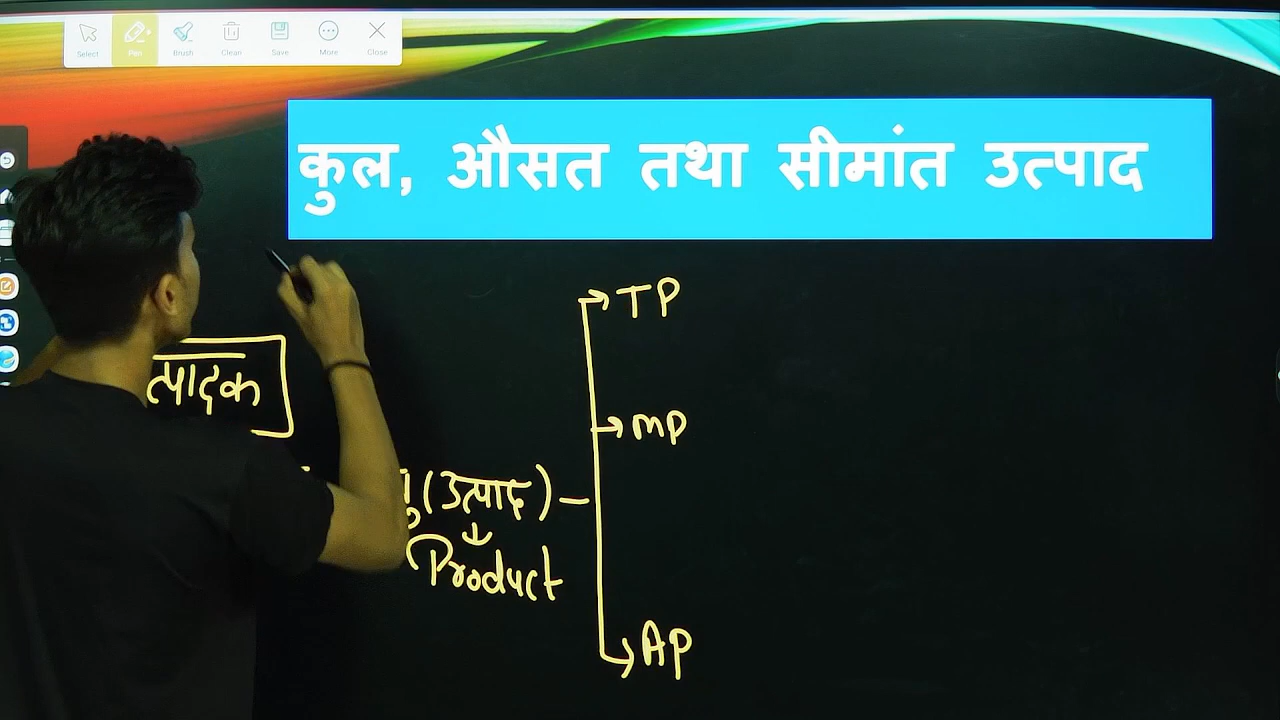 Select Pen Brush Clean Save More Close
कुल, औसत तथा सीमांत उत्पाद
TP
MP
(उत्पाद)
Product
AP